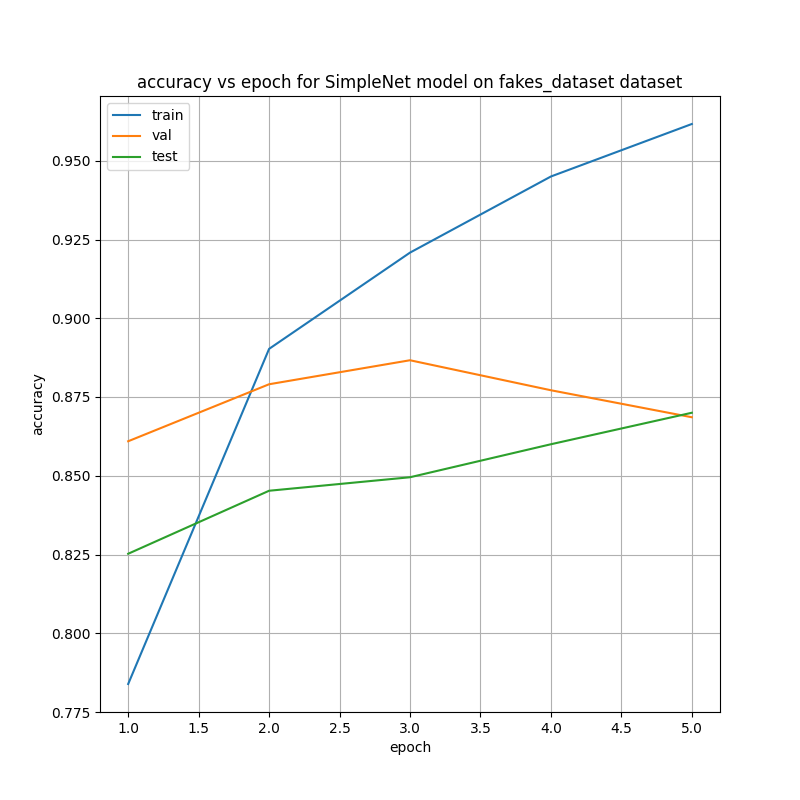 accuracy vs epoch for SimpleNet model on fakes_dataset dataset
train
val
test
0.950
0.925
0.900
0.875
0.850
0.825
0.800
0.775
accuracy
1.0 1.5 2.0 2.5 3.0 3.5 4.0 4.5 5.0
epoch